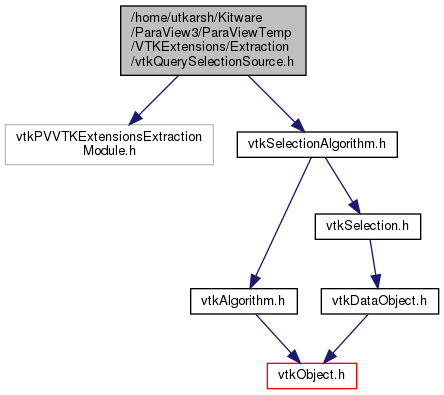 /home/utkarsh/Kitware
/ParaView3/ParaViewTemp
/VTKExtensions/Extraction
/vtkQuerySelectionSource.h
vtkPVVTKExtensionsExtraction
Module.h
vtkSelectionAlgorithm.h
vtkSelection.h
vtkAlgorithm.h
vtkDataObject.h
vtkObject.h